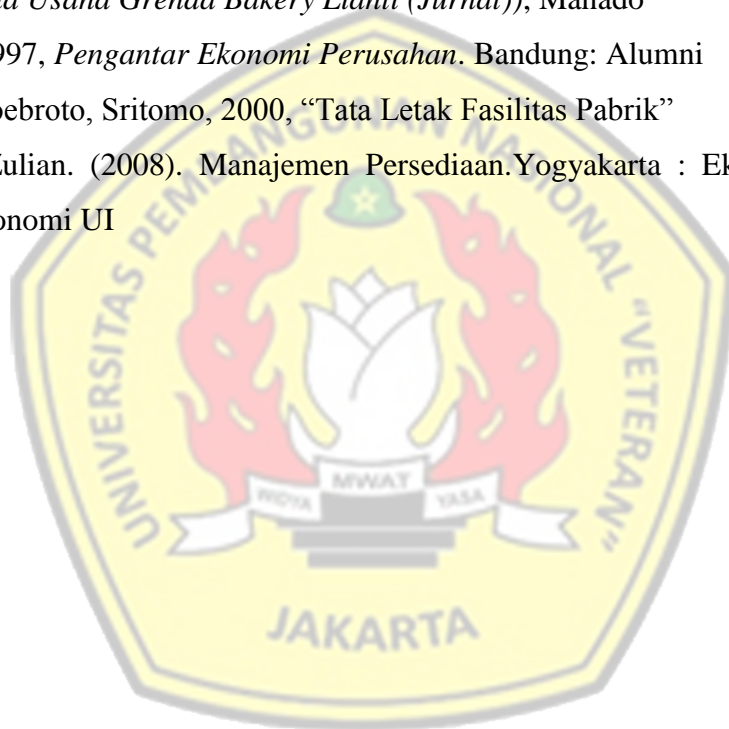 Usaha Grenda Bakery Lianli (Jurnal)), Manado
997, Pengantar Ekonomi Perusahan. Bandung: Alumni
oebroto, Sritomo, 2000, “Tata Letak Fasilitas Pabrik”
Zulian. (2008). Manajemen Persediaan.Yogyakarta : Ek
onomi UI
UNIVERSITAS PEMBANGUNAN NASIONAL “VETERAN”
WIDYA MWAT YASA
JAKARTA